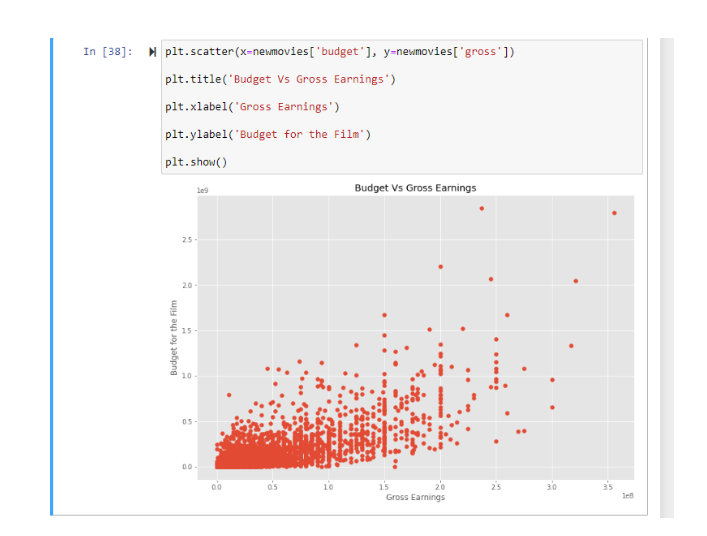 In [38]: plt.scatter(x=newmovies['budget'], y=newmovies['gross'])
plt.title('Budget Vs Gross Earnings')
plt.xlabel('Gross Earnings')
plt.ylabel('Budget for the Film')
plt.show()
Budget Vs Gross Earnings
1e9
2.5
2.0
1.5
1.0
0.5
0.0
Budget for the Film
0.0 0.5 1.0 1.5 2.0 2.5 3.0 3.5
Gross Earnings
1e8